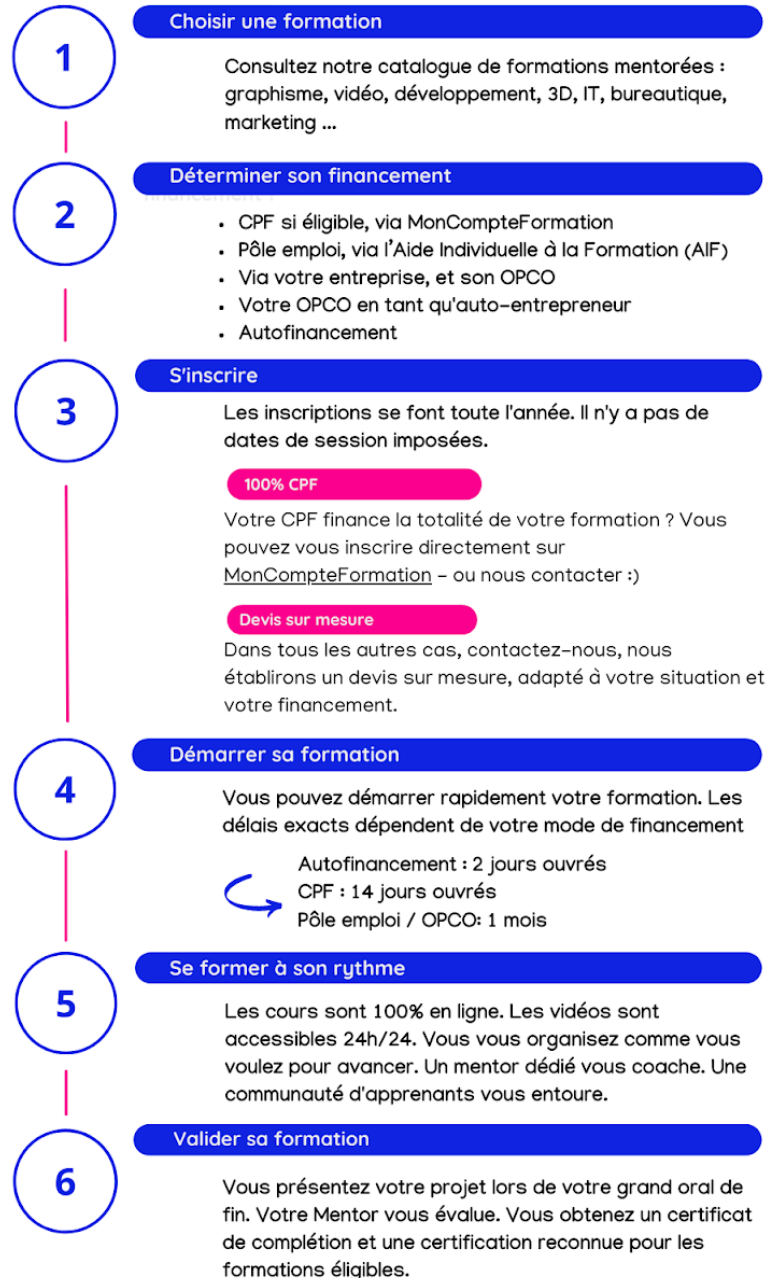 1
Choisir une formation
Consultez notre catalogue de formations mentorées :
graphisme, vidéo, développement, 3D, IT, bureautique,
marketing ...
2
Déterminer son financement
financement ?
• CPF si éligible, via MonCompteFormation
• Pôle emploi, via l'Aide Individuelle à la Formation (AIF)
• Via votre entreprise, et son OPCO
• Votre OPCO en tant qu'auto-entrepreneur
• Autofinancement
3
S'inscrire
Les inscriptions se font toute l'année. Il n'y a pas de
dates de session imposées.
100% CPF
Votre CPF finance la totalité de votre formation ? Vous
pouvez vous inscrire directement sur
MonCompteFormation - ou nous contacter :)
Devis sur mesure
Dans tous les autres cas, contactez-nous, nous
établirons un devis sur mesure, adapté à votre situation et
votre financement.
4
Démarrer sa formation
Vous pouvez démarrer rapidement votre formation. Les
délais exacts dépendent de votre mode de financement
Autofinancement : 2 jours ouvrés
CPF : 14 jours ouvrés
Pôle emploi / OPCO: 1 mois
5
Se former à son rythme
Les cours sont 100% en ligne. Les vidéos sont
accessibles 24h/24. Vous vous organisez comme vous
voulez pour avancer. Un mentor dédié vous coache. Une
communauté d'apprenants vous entoure.
6
Valider sa formation
Vous présentez votre projet lors de votre grand oral de
fin. Votre Mentor vous évalue. Vous obtenez un certificat
de complétion et une certification reconnue pour les
formations éligibles.